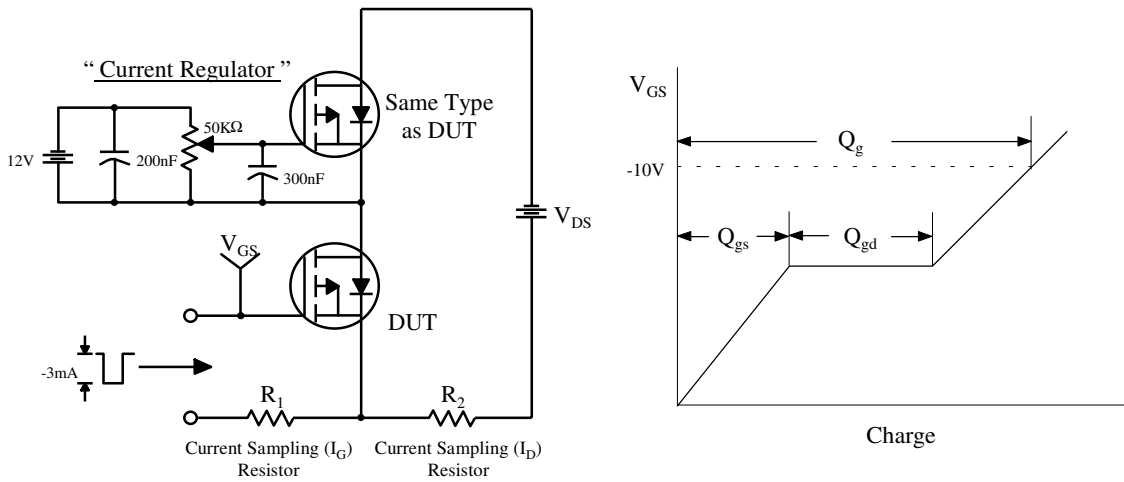 “ Current Regulator ”
12V
200nF
50KΩ
300nF
Same Type
as DUT
V_DS
V_GS
DUT
-3mA
R_1
R_2
Current Sampling (I_G)
Resistor
Current Sampling (I_D)
Resistor
V_GS
-10V
Q_g
Q_gs
Q_gd
Charge